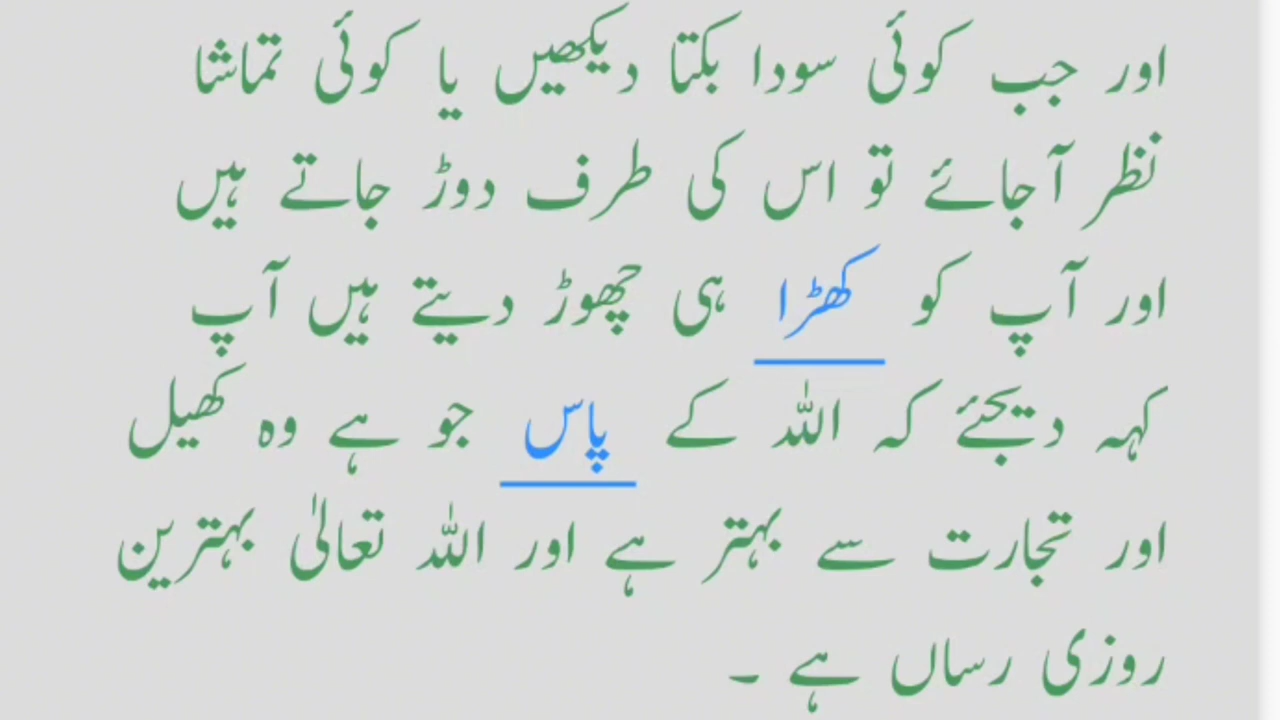 اور جب کوئی سودا بکتا دیکھیں یا کوئی تماشا
نظر آجائے تو اس کی طرف دوڑ جاتے ہیں
اور آپ کو کھڑا ہی چھوڑ دیتے ہیں آپ
کہہ دیجئے کہ اللہ کے پاس جو ہے وہ کھیل
اور تجارت سے بہتر ہے اور اللہ تعالیٰ بہترین
روزی رساں ہے ۔